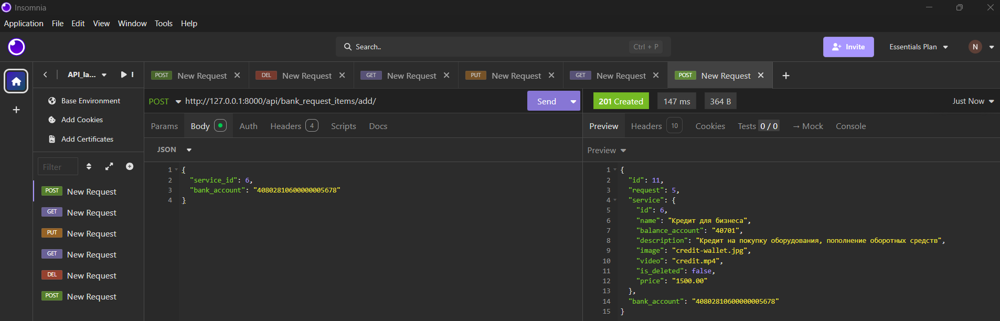 Insomnia
Application File Edit View Window Tools Help
Search.. Ctrl + P
Invite
Essentials Plan
N
API_la...
POST New Request
DEL New Request
GET New Request
PUT New Request
GET New Request
POST New Request
Base Environment
Add Cookies
Add Certificates
Filter
POST New Request
GET New Request
PUT New Request
GET New Request
DEL New Request
POST New Request
POST http://127.0.0.1:8000/api/bank_request_items/add/
Send
Params Body Auth Headers 4 Scripts Docs
JSON
1 {
2 "service_id": 6,
3 "bank_account": "40802810600000005678"
4 }
201 Created 147 ms 364 B Just Now
Preview Headers 10 Cookies Tests 0 / 0 → Mock Console
Preview
1 {
2 "id": 11,
3 "request": 5,
4 "service": {
5 "id": 6,
6 "name": "Кредит для бизнеса",
7 "balance_account": "40701",
8 "description": "Кредит на покупку оборудования, пополнение оборотных средств",
9 "image": "credit-wallet.jpg",
10 "video": "credit.mp4",
11 "is_deleted": false,
12 "price": "1500.00"
13 },
14 "bank_account": "40802810600000005678"
15 }